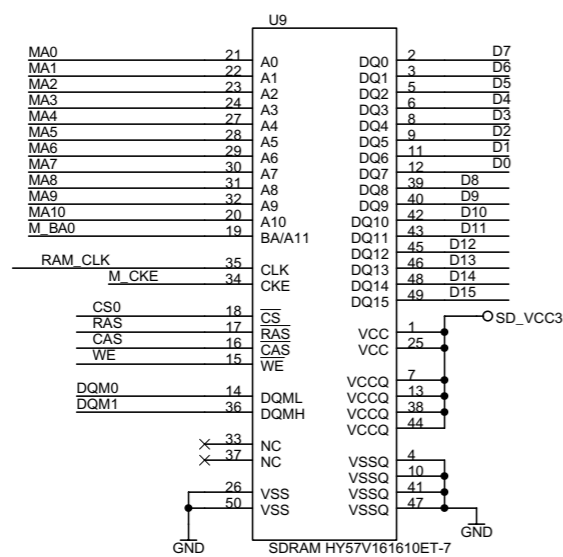 U9
MA0 21 A0 DQ0 2 D7
MA1 22 A1 DQ1 3 D6
MA2 23 A2 DQ2 5 D5
MA3 24 A3 DQ3 6 D4
MA4 27 A4 DQ4 8 D3
MA5 28 A5 DQ5 9 D2
MA6 29 A6 DQ6 11 D1
MA7 30 A7 DQ7 12 D0
MA8 31 A8 DQ8 39 D8
MA9 32 A9 DQ9 40 D9
MA10 20 A10 DQ10 42 D10
M_BA0 19 BA/A11 DQ11 43 D11
DQ12 45 D12
RAM_CLK 35 CLK DQ13 46 D13
M_CKE 34 CKE DQ14 48 D14
DQ15 49 D15
CS0 18 CS SD_VCC3
RAS 17 RAS VCC 1
CAS 16 CAS VCC 25
WE 15 WE
VCCQ 7
DQM0 14 DQML VCCQ 13
DQM1 36 DQMH VCCQ 38
VCCQ 44
33 NC
37 NC VSSQ 4
VSSQ 10
26 VSS VSSQ 41
50 VSS VSSQ 47
GND GND
SDRAM HY57V161610ET-7